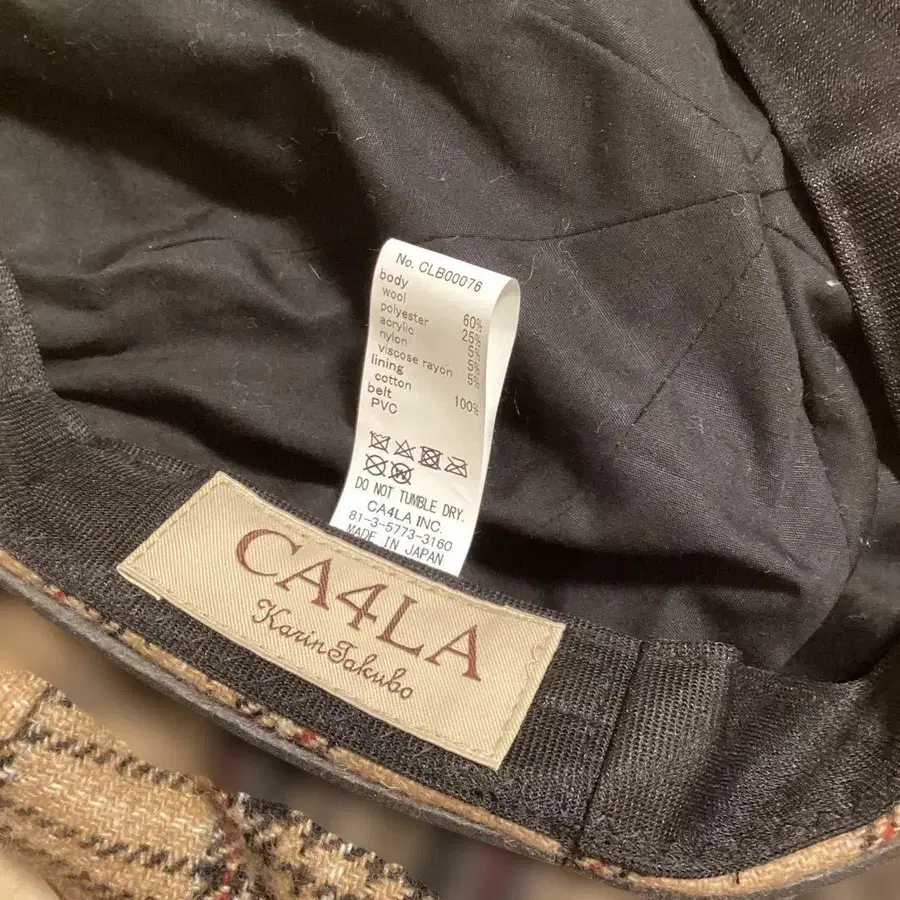 No. CLB00076
body
wool 60%
polyester 25%
acrylic 5%
nylon 5%
viscose rayon 5%
lining
cotton 100%
belt
PVC
DO NOT TUMBLE DRY.
CA4LA INC.
81-3-5773-3160
MADE IN JAPAN
CA4LA
Karin Takubo